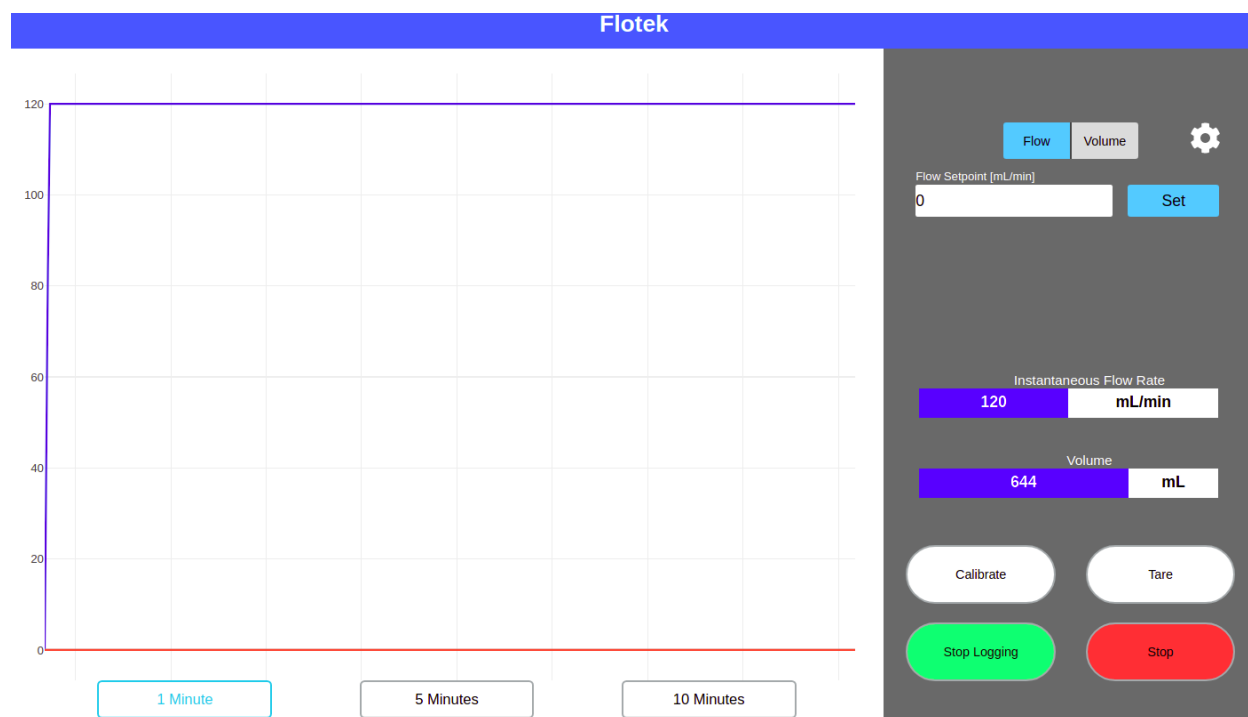 Flotek
120
100
80
60
40
20
0
1 Minute
5 Minutes
10 Minutes
Flow
Volume
Flow Setpoint [mL/min]
0
Set
Instantaneous Flow Rate
120
mL/min
Volume
644
mL
Calibrate
Tare
Stop Logging
Stop